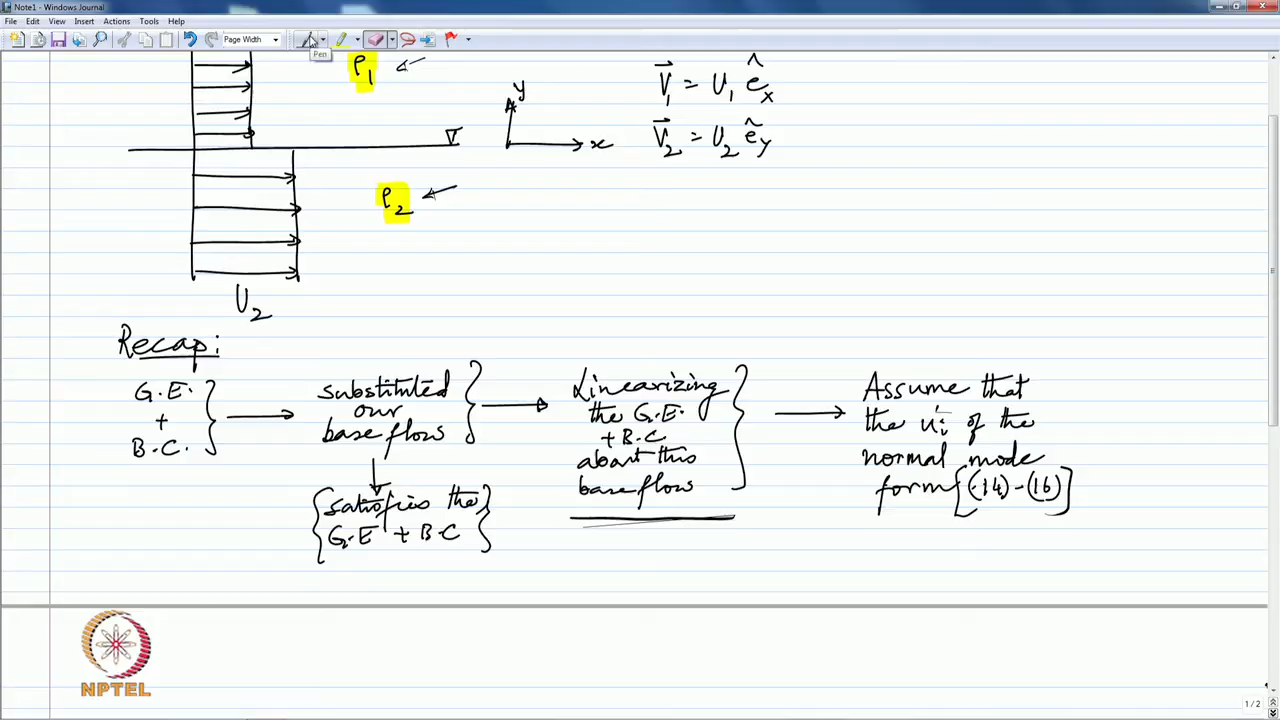 Note1 - Windows Journal
File Edit View Insert Actions Tools Help
Page Width
Pen
ρ1
y
x
V⃗1 = U1 êx
V⃗2 = U2 êy
ρ2
U2
Recap:
G.E.
+
B.C.
substituted
our
base flows
satisfies the
G.E + B.C
Linearizing
the G.E.
+ B.C
about this
base flow
Assume that
the u'i of the
normal mode
form [(14) - (16)]
NPTEL
1 / 2